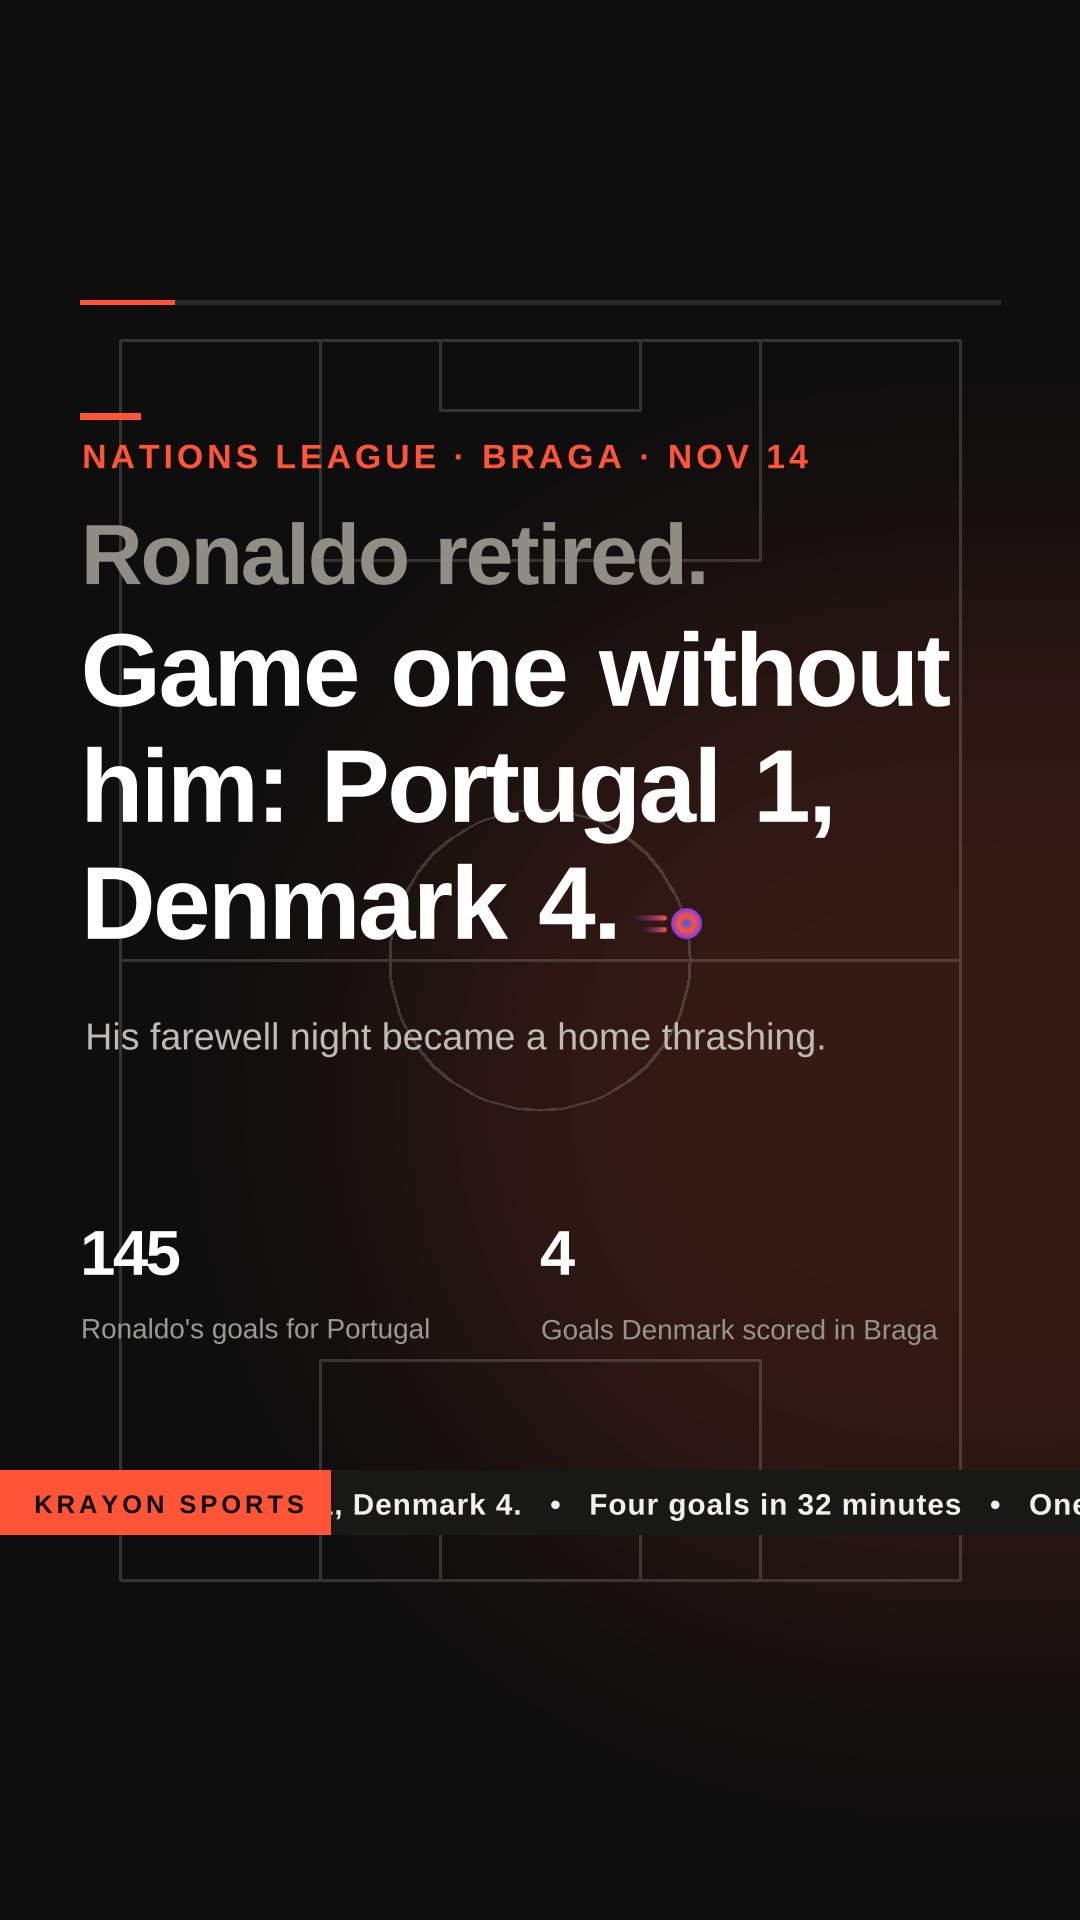 NATIONS LEAGUE · BRAGA · NOV 14
Ronaldo retired.
Game one without
him: Portugal 1,
Denmark 4.
His farewell night became a home thrashing.
145
4
Ronaldo's goals for Portugal
Goals Denmark scored in Braga
KRAYON SPORTS
, Denmark 4. • Four goals in 32 minutes • One